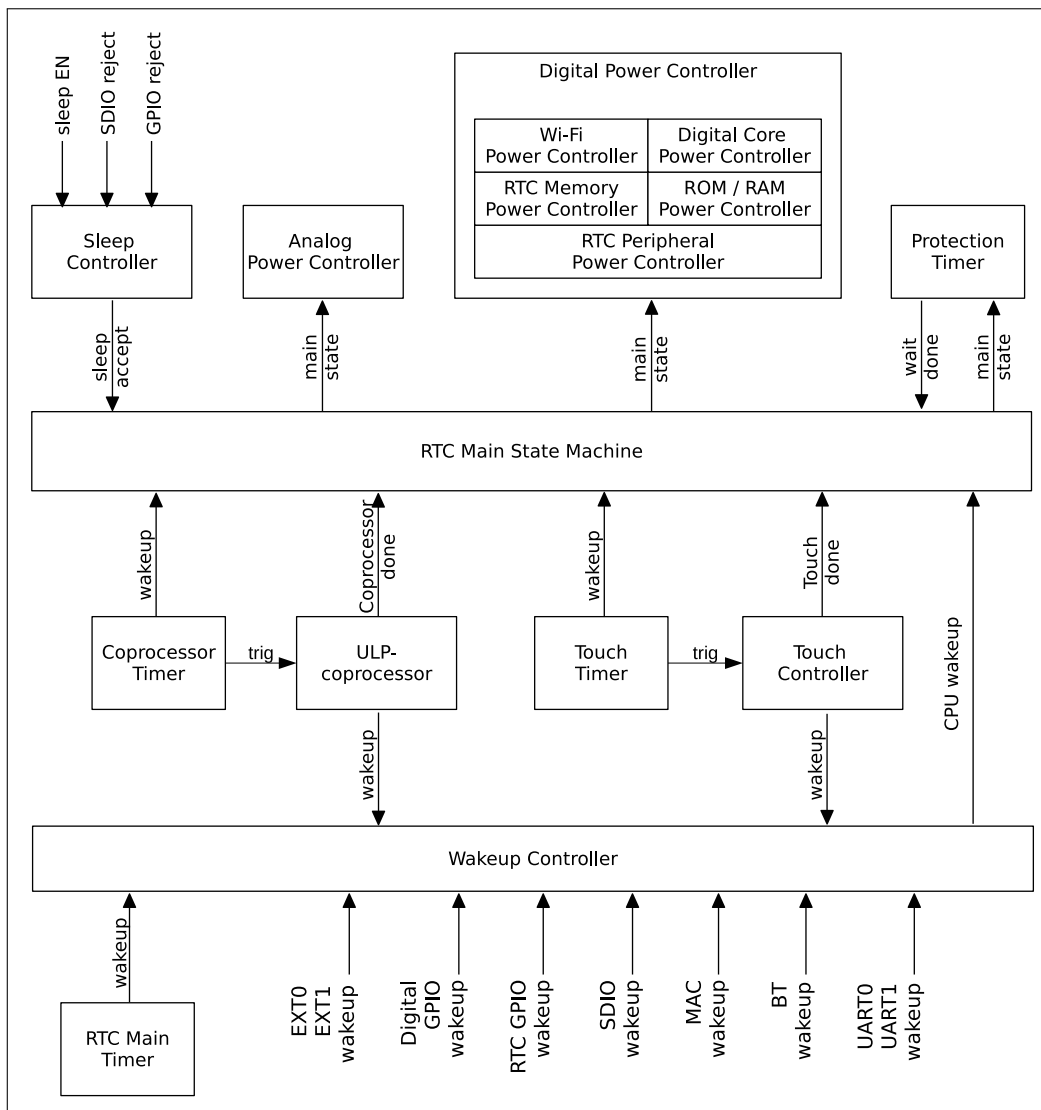 sleep EN
SDIO reject
GPIO reject
Digital Power Controller
Wi-Fi
Power Controller
Digital Core
Power Controller
RTC Memory
Power Controller
ROM / RAM
Power Controller
RTC Peripheral
Power Controller
Sleep
Controller
Analog
Power Controller
Protection
Timer
sleep
accept
main
state
main
state
wait
done
main
state
RTC Main State Machine
wakeup
Coprocessor
done
wakeup
Touch
done
CPU wakeup
Coprocessor
Timer
trig
ULP-
coprocessor
Touch
Timer
trig
Touch
Controller
wakeup
wakeup
Wakeup Controller
wakeup
RTC Main
Timer
EXT0
EXT1
wakeup
Digital
GPIO
wakeup
RTC GPIO
wakeup
SDIO
wakeup
MAC
wakeup
BT
wakeup
UART0
UART1
wakeup